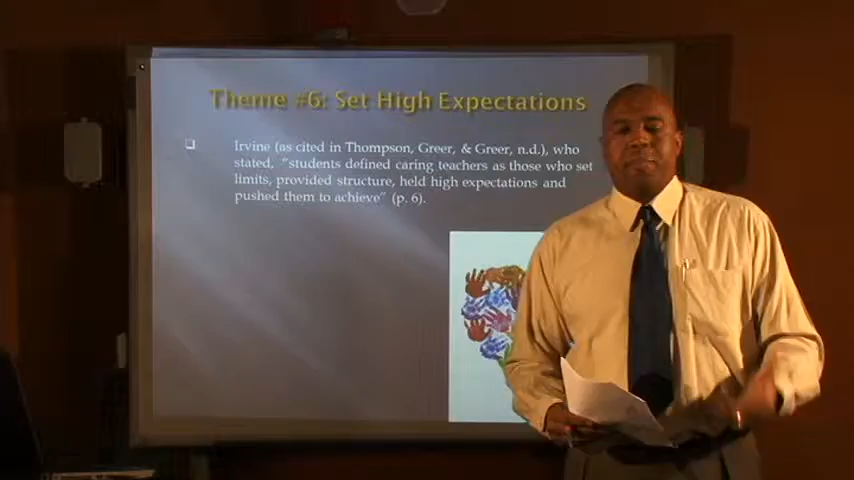 Theme #6: Set High Expectations
Irvine (as cited in Thompson, Greer, & Greer, n.d.), who
stated, "students defined caring teachers as those who set
limits, provided structure, held high expectations and
pushed them to achieve" (p. 6).